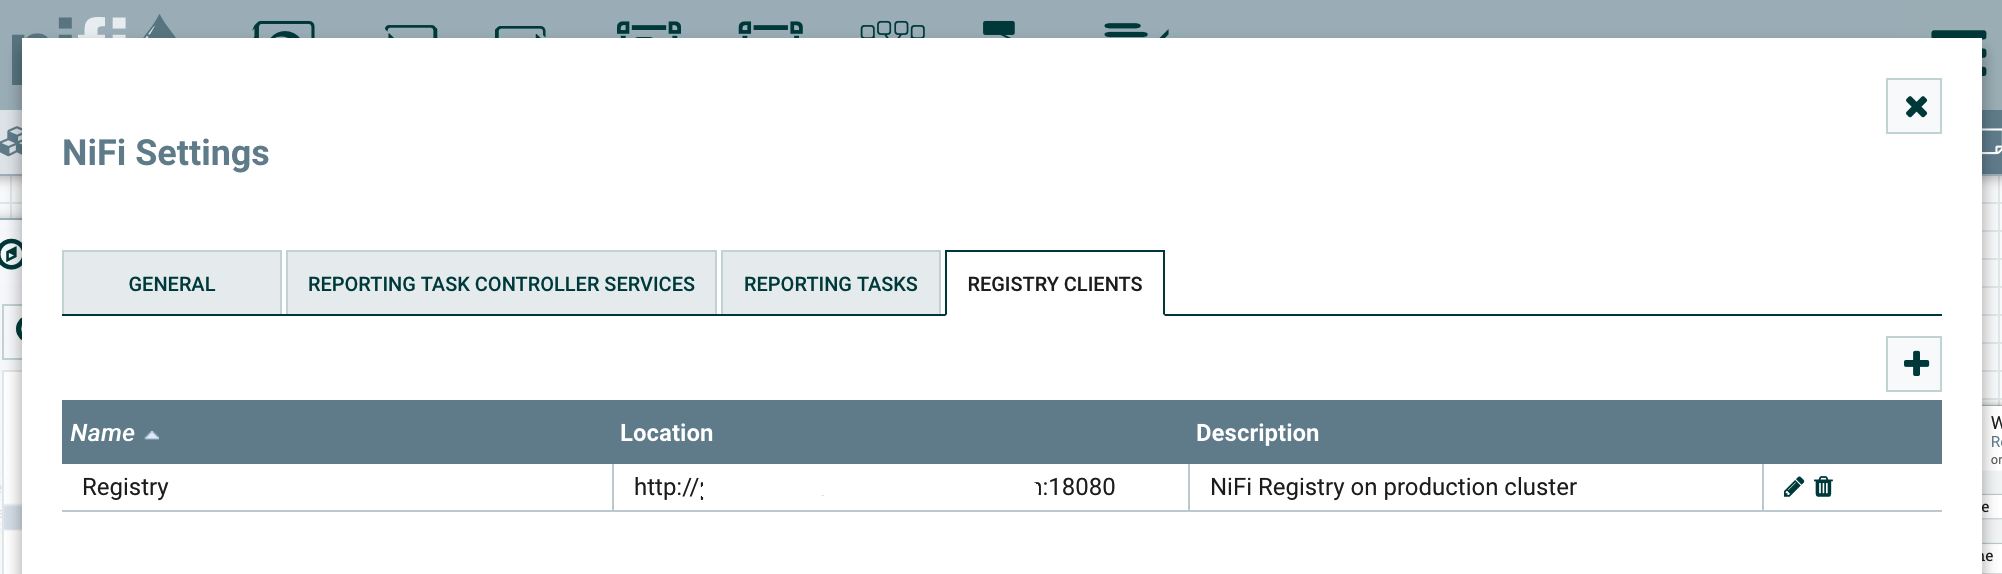 nifi
NiFi Settings
GENERAL
REPORTING TASK CONTROLLER SERVICES
REPORTING TASKS
REGISTRY CLIENTS
Name
Location
Description
Registry
http://
:18080
NiFi Registry on production cluster